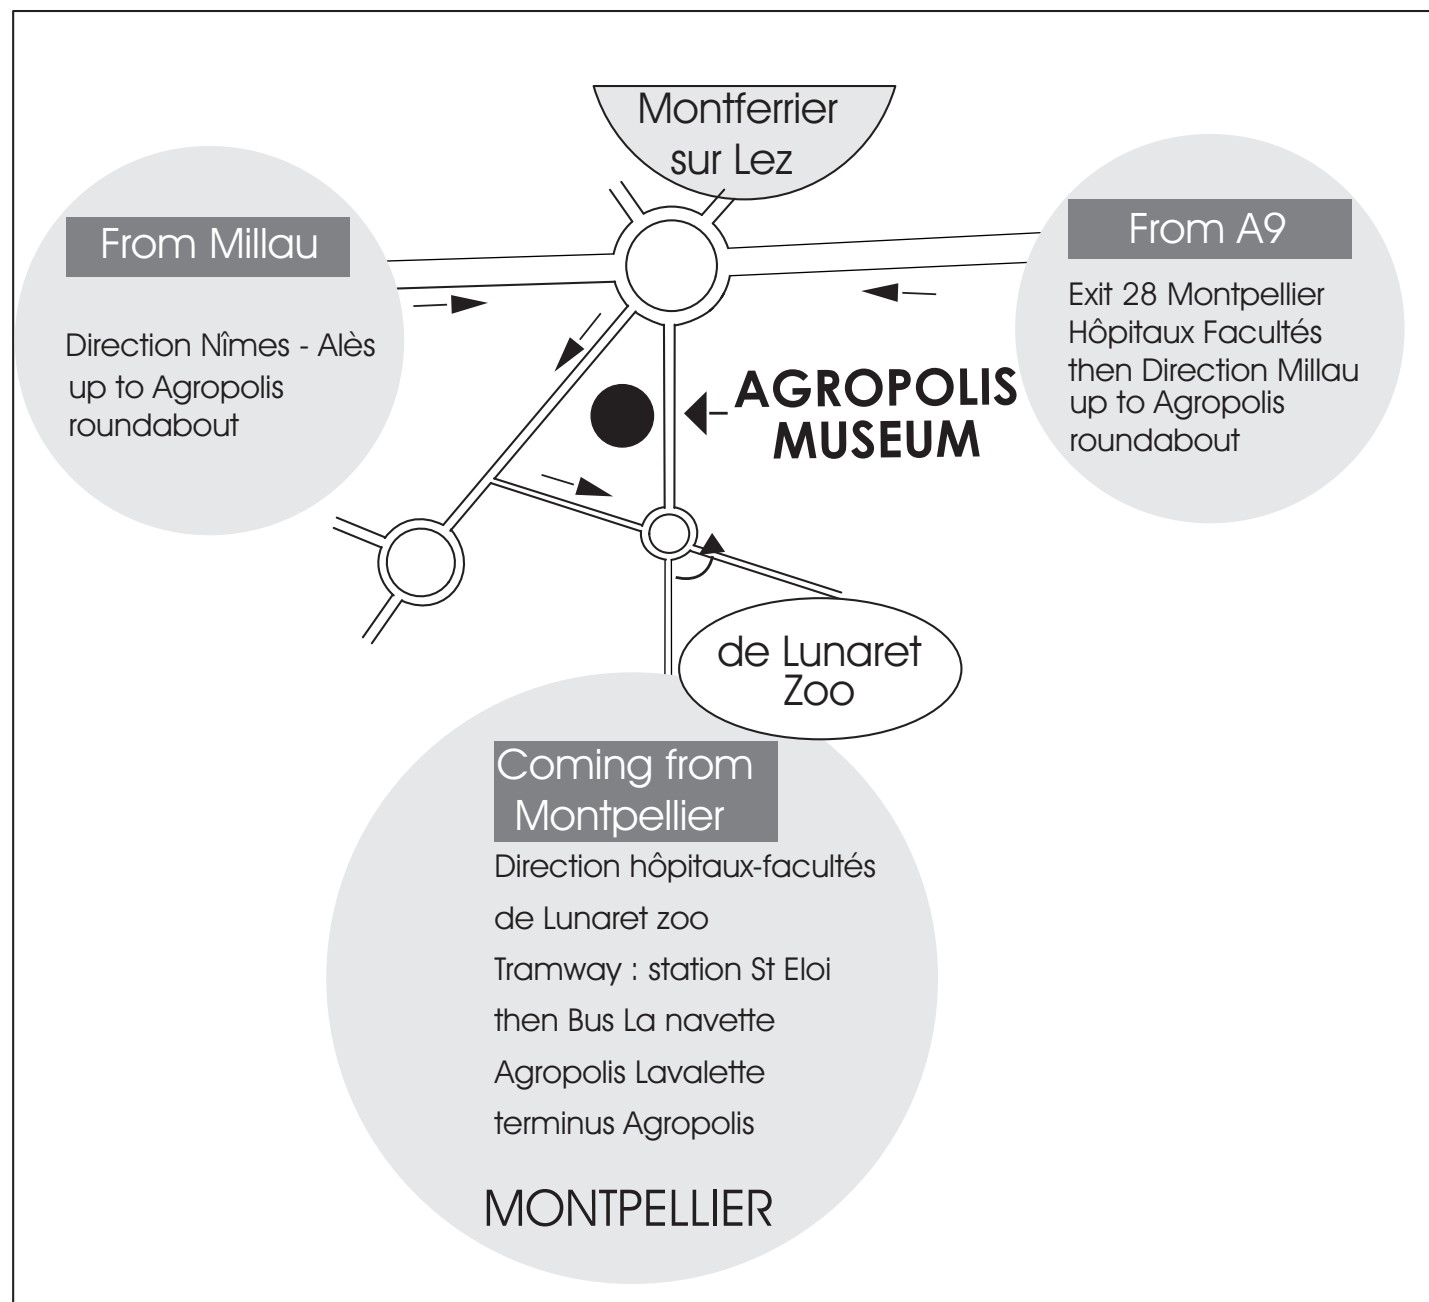 Montferrier
sur Lez
From Millau
Direction Nîmes - Alès
up to Agropolis
roundabout
From A9
Exit 28 Montpellier
Hôpitaux Facultés
then Direction Millau
up to Agropolis
roundabout
AGROPOLIS
MUSEUM
de Lunaret
Zoo
Coming from
Montpellier
Direction hôpitaux-facultés
de Lunaret zoo
Tramway : station St Eloi
then Bus La navette
Agropolis Lavalette
terminus Agropolis
MONTPELLIER